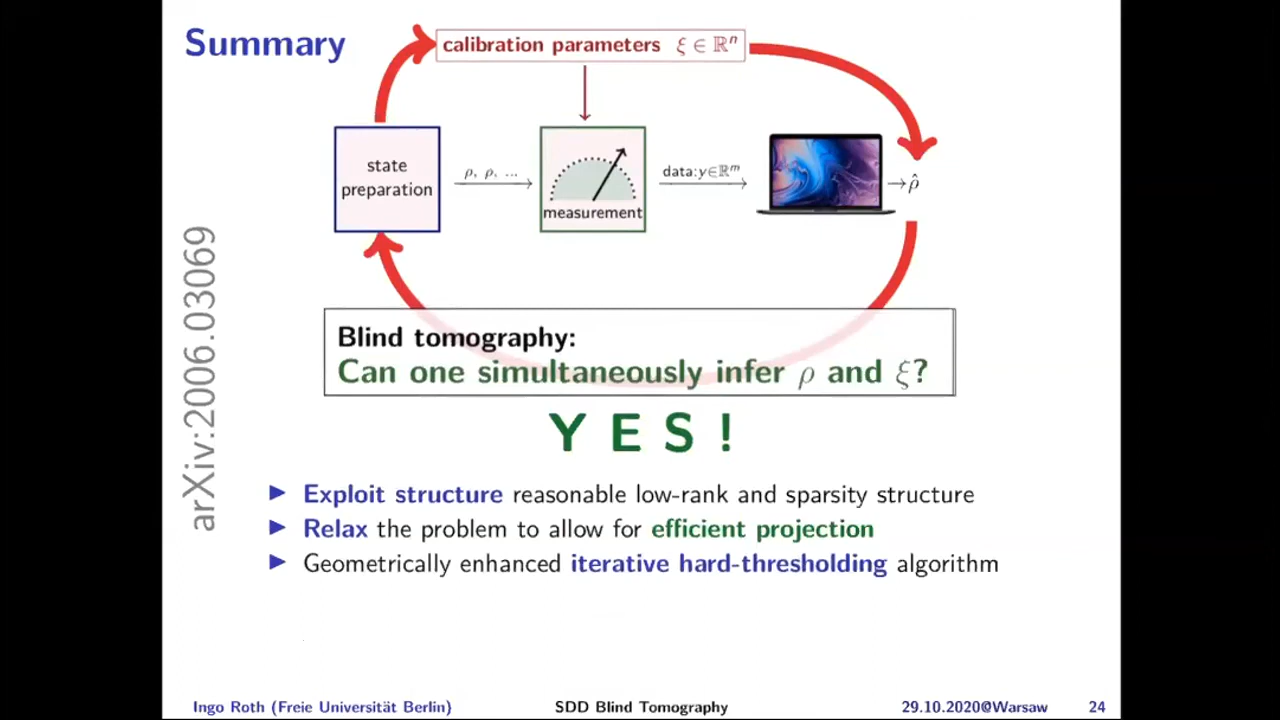 Summary
calibration parameters ξ ∈ ℝⁿ
state
preparation
ρ, ρ, ...
measurement
data: y∈ℝᵐ
→ρ̂
arXiv:2006.03069
Blind tomography:
Can one simultaneously infer ρ and ξ?
Y E S !
▶ Exploit structure reasonable low-rank and sparsity structure
▶ Relax the problem to allow for efficient projection
▶ Geometrically enhanced iterative hard-thresholding algorithm
Ingo Roth (Freie Universität Berlin) SDD Blind Tomography 29.10.2020@Warsaw 24